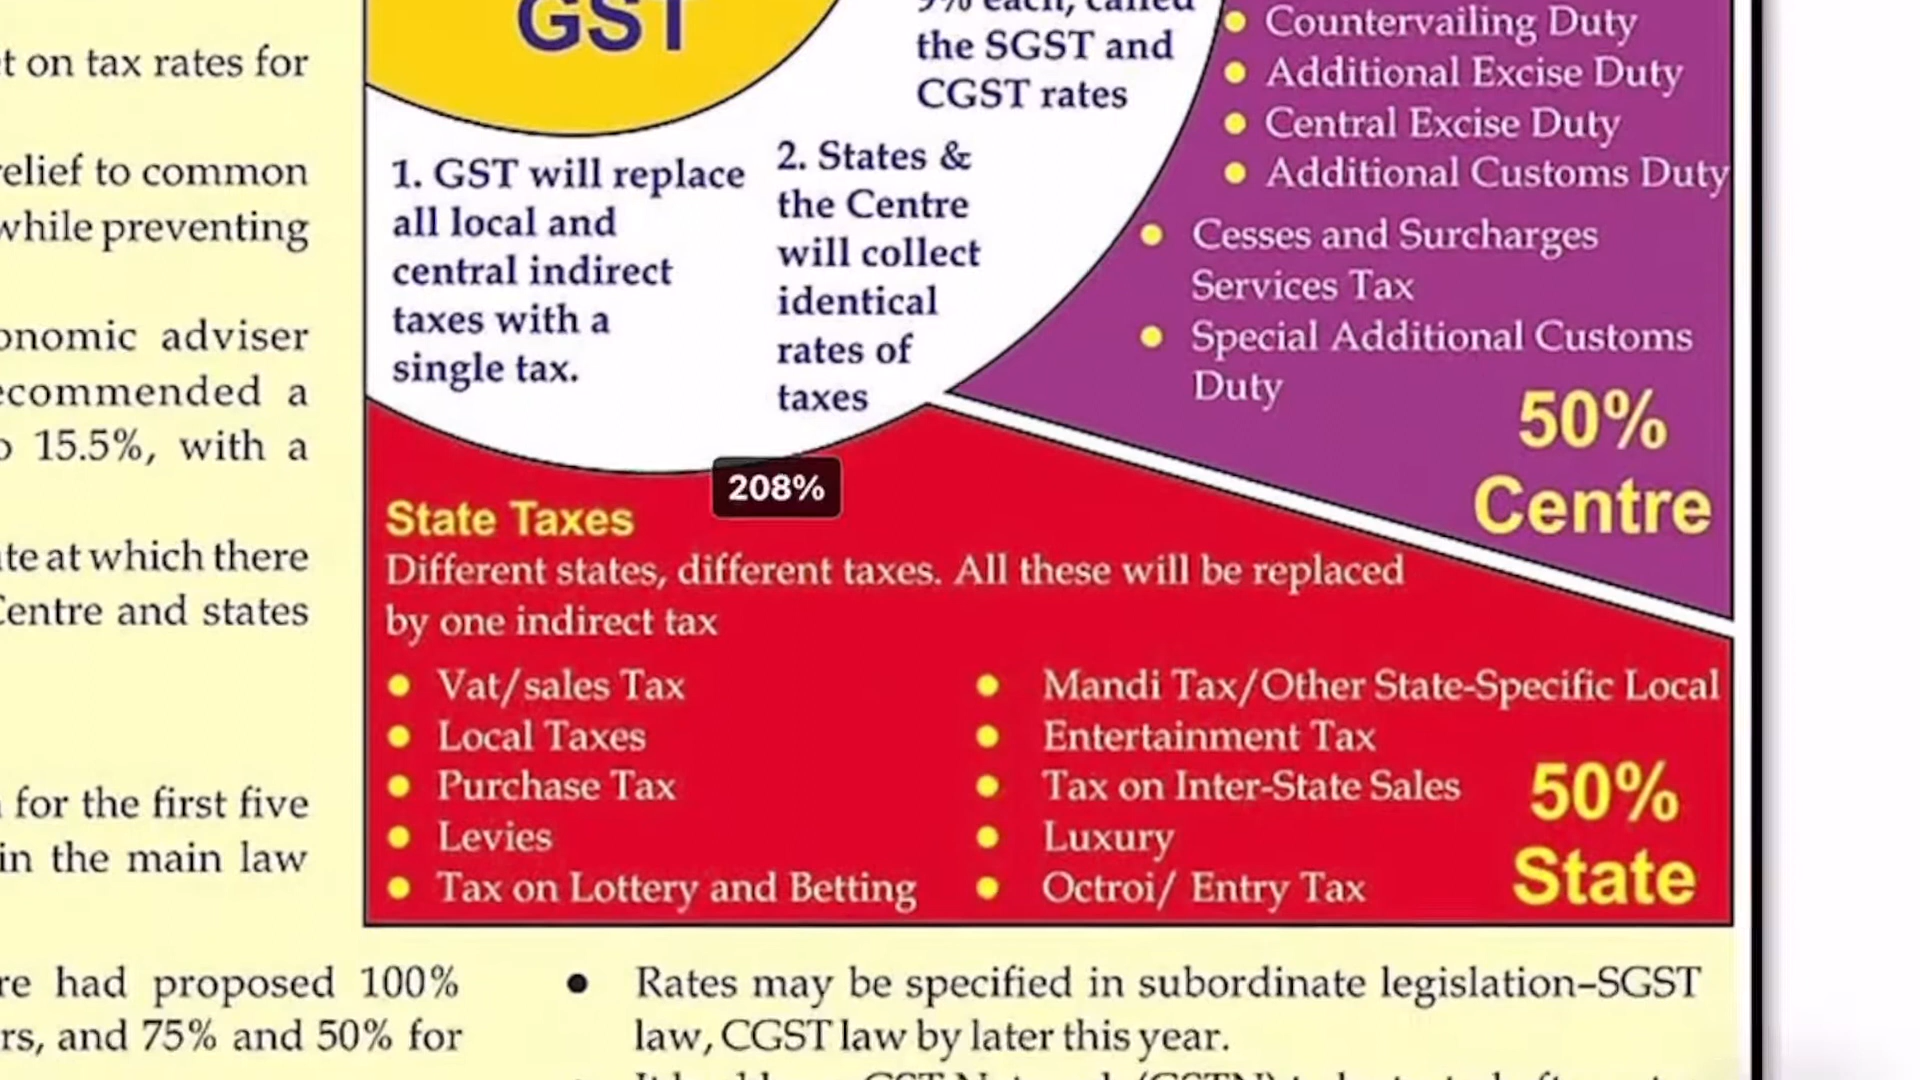 t on tax rates for
relief to common
while preventing
onomic adviser
ecommended a
15.5%, with a
te at which there
Centre and states
for the first five
in the main law
GST
9% each, called
the SGST and
CGST rates
1. GST will replace
all local and
central indirect
taxes with a
single tax.
2. States &
the Centre
will collect
identical
rates of
taxes
Countervailing Duty
Additional Excise Duty
Central Excise Duty
Additional Customs Duty
Cesses and Surcharges
Services Tax
Special Additional Customs
Duty
50%
Centre
208%
State Taxes
Different states, different taxes. All these will be replaced
by one indirect tax
Vat/sales Tax
Local Taxes
Purchase Tax
Levies
Tax on Lottery and Betting
Mandi Tax/Other State-Specific Local
Entertainment Tax
Tax on Inter-State Sales
Luxury
Octroi/ Entry Tax
50%
State
re had proposed 100%
rs, and 75% and 50% for
Rates may be specified in subordinate legislation–SGST
law, CGST law by later this year.